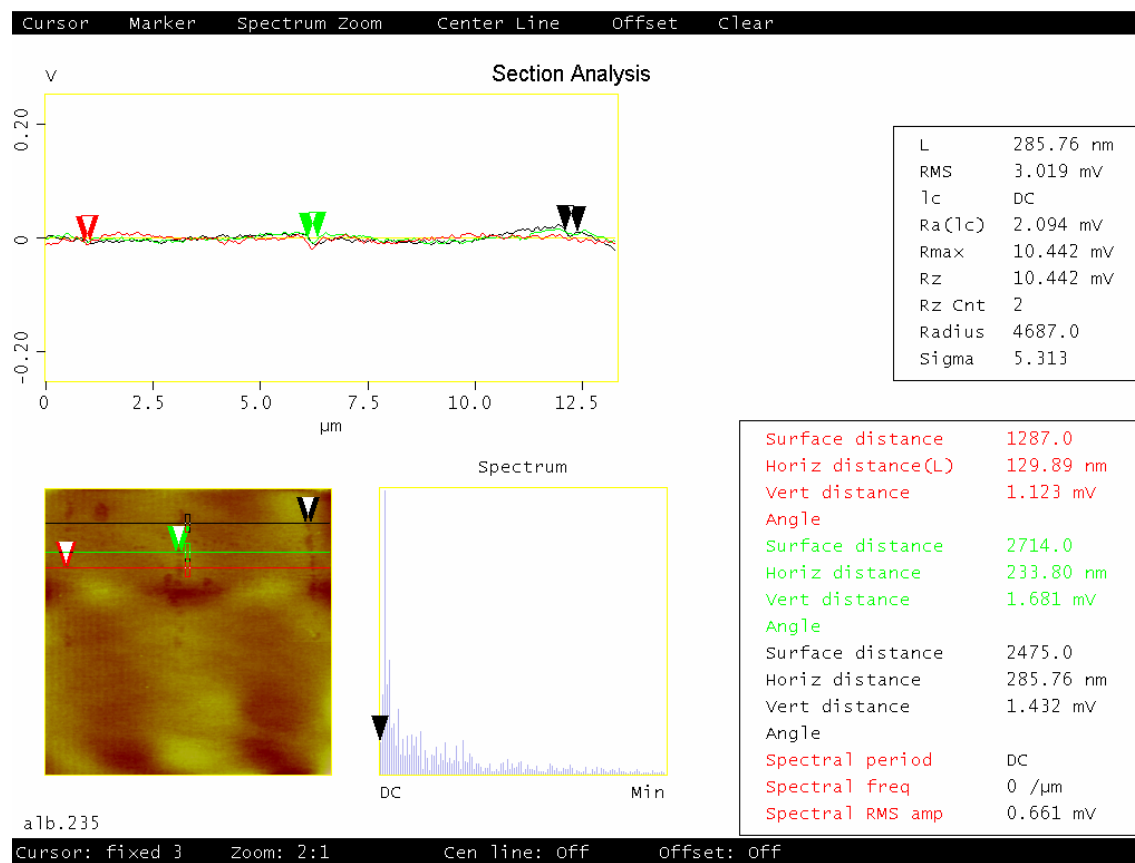 Cursor Marker Spectrum Zoom Center Line Offset Clear
V Section Analysis
0.20
0
-0.20
0 2.5 5.0 7.5 10.0 12.5
µm
L 285.76 nm
RMS 3.019 mV
lc DC
Ra(lc) 2.094 mV
Rmax 10.442 mV
Rz 10.442 mV
Rz Cnt 2
Radius 4687.0
Sigma 5.313
Spectrum
DC Min
Surface distance 1287.0
Horiz distance(L) 129.89 nm
Vert distance 1.123 mV
Angle
Surface distance 2714.0
Horiz distance 233.80 nm
Vert distance 1.681 mV
Angle
Surface distance 2475.0
Horiz distance 285.76 nm
Vert distance 1.432 mV
Angle
Spectral period DC
Spectral freq 0 /µm
Spectral RMS amp 0.661 mV
alb.235
Cursor: fixed 3 Zoom: 2:1 Cen line: Off Offset: Off